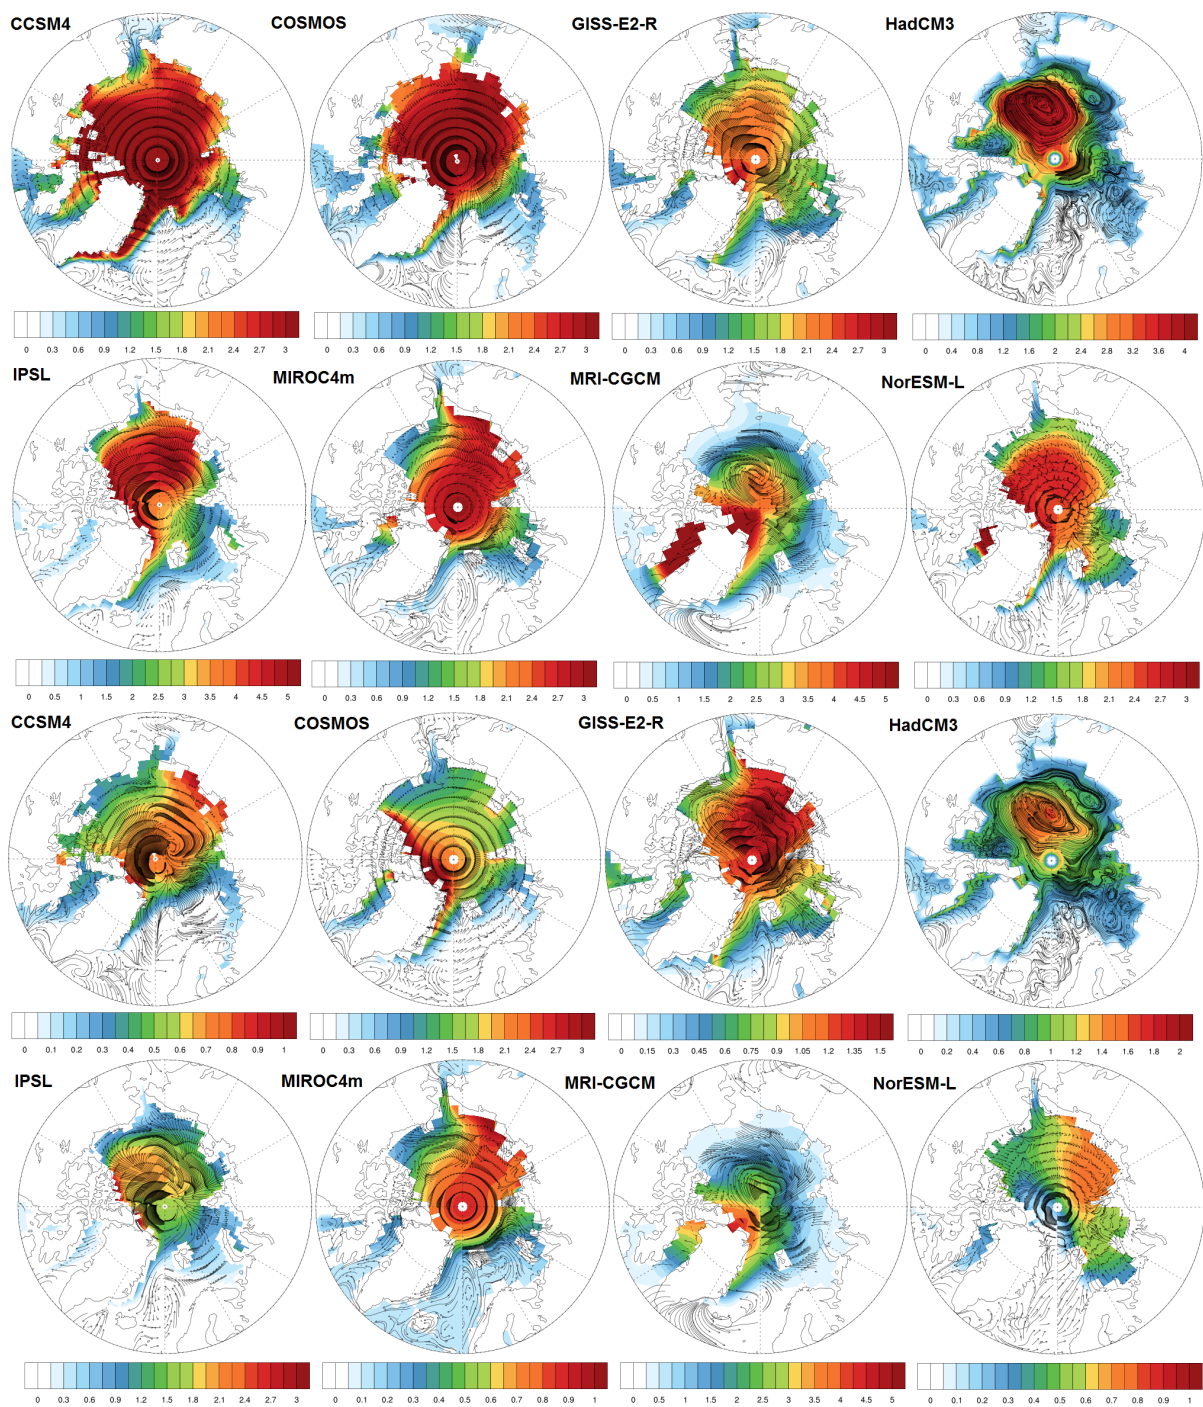 CCSM4 COSMOS GISS-E2-R HadCM3
0 0.3 0.6 0.9 1.2 1.5 1.8 2.1 2.4 2.7 3
0 0.3 0.6 0.9 1.2 1.5 1.8 2.1 2.4 2.7 3
0 0.3 0.6 0.9 1.2 1.5 1.8 2.1 2.4 2.7 3
0 0.4 0.8 1.2 1.6 2 2.4 2.8 3.2 3.6 4
IPSL MIROC4m MRI-CGCM NorESM-L
0 0.5 1 1.5 2 2.5 3 3.5 4 4.5 5
0 0.3 0.6 0.9 1.2 1.5 1.8 2.1 2.4 2.7 3
0 0.5 1 1.5 2 2.5 3 3.5 4 4.5 5
0 0.3 0.6 0.9 1.2 1.5 1.8 2.1 2.4 2.7 3
CCSM4 COSMOS GISS-E2-R HadCM3
0 0.1 0.2 0.3 0.4 0.5 0.6 0.7 0.8 0.9 1
0 0.3 0.6 0.9 1.2 1.5 1.8 2.1 2.4 2.7 3
0 0.15 0.3 0.45 0.6 0.75 0.9 1.05 1.2 1.35 1.5
0 0.2 0.4 0.6 0.8 1 1.2 1.4 1.6 1.8 2
IPSL MIROC4m MRI-CGCM NorESM-L
0 0.3 0.6 0.9 1.2 1.5 1.8 2.1 2.4 2.7 3
0 0.1 0.2 0.3 0.4 0.5 0.6 0.7 0.8 0.9 1
0 0.5 1 1.5 2 2.5 3 3.5 4 4.5 5
0 0.1 0.2 0.3 0.4 0.5 0.6 0.7 0.8 0.9 1